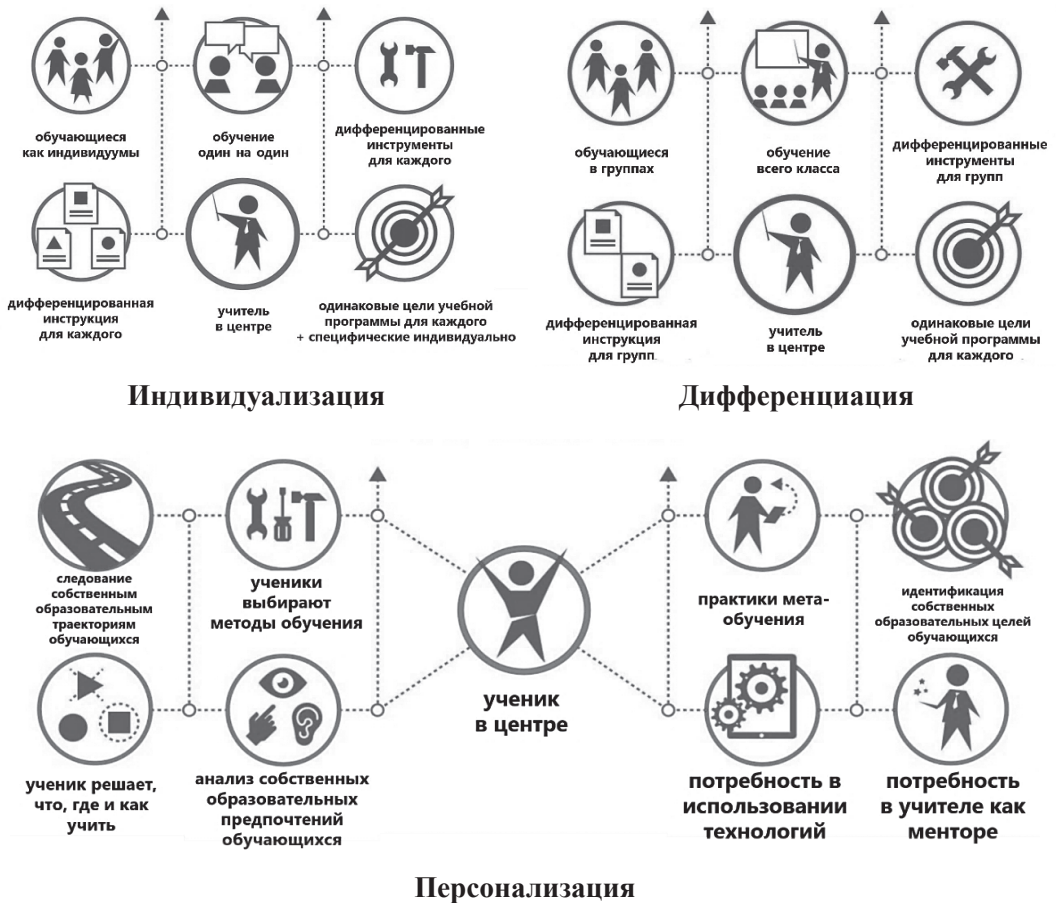 обучающиеся
как индивидуумы
обучение
один на один
дифференцированные
инструменты
для каждого
дифференцированная
инструкция
для каждого
учитель
в центре
одинаковые цели учебной
программы для каждого
+ специфические индивидуально
Индивидуализация
обучающиеся
в группах
обучение
всего класса
дифференцированные
инструменты
для групп
дифференцированная
инструкция
для групп
учитель
в центре
одинаковые цели
учебной программы
для каждого
Дифференциация
следование
собственным
образовательным
траекториям
обучающихся
ученики
выбирают
методы обучения
ученик решает,
что, где и как
учить
анализ собственных
образовательных
предпочтений
обучающихся
ученик
в центре
практики мета-
обучения
идентификация
собственных
образовательных целей
обучающихся
потребность в
использовании
технологий
потребность
в учителе как
менторе
Персонализация